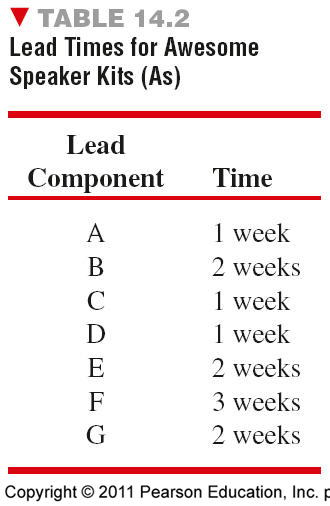 ▼ TABLE 14.2
Lead Times for Awesome
Speaker Kits (As)
Lead
Component Time
A 1 week
B 2 weeks
C 1 week
D 1 week
E 2 weeks
F 3 weeks
G 2 weeks
Copyright © 2011 Pearson Education, Inc. p